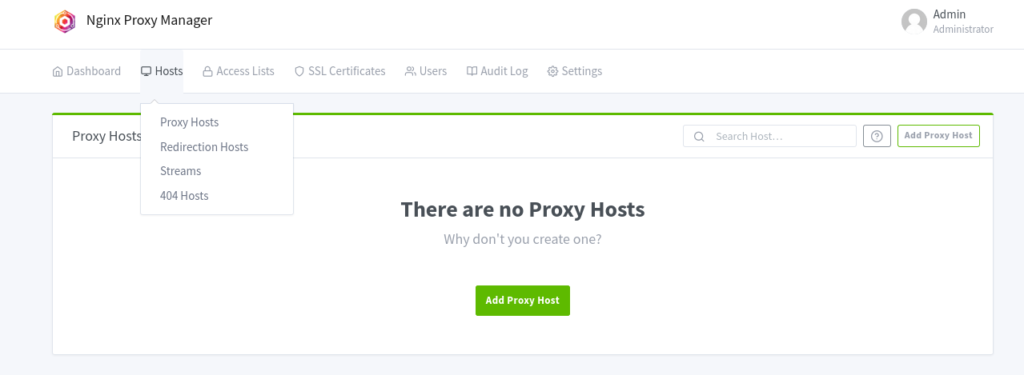 Nginx Proxy Manager
Admin
Administrator
Dashboard Hosts Access Lists SSL Certificates Users Audit Log Settings
Proxy Hosts
Redirection Hosts
Streams
404 Hosts
Proxy Hosts
Search Host...
Add Proxy Host
There are no Proxy Hosts
Why don't you create one?
Add Proxy Host